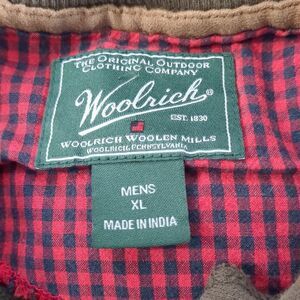 THE ORIGINAL OUTDOOR
CLOTHING COMPANY
Woolrich®
EST. 1830
WOOLRICH WOOLEN MILLS
WOOLRICH, PENNSYLVANIA
MENS
XL
MADE IN INDIA